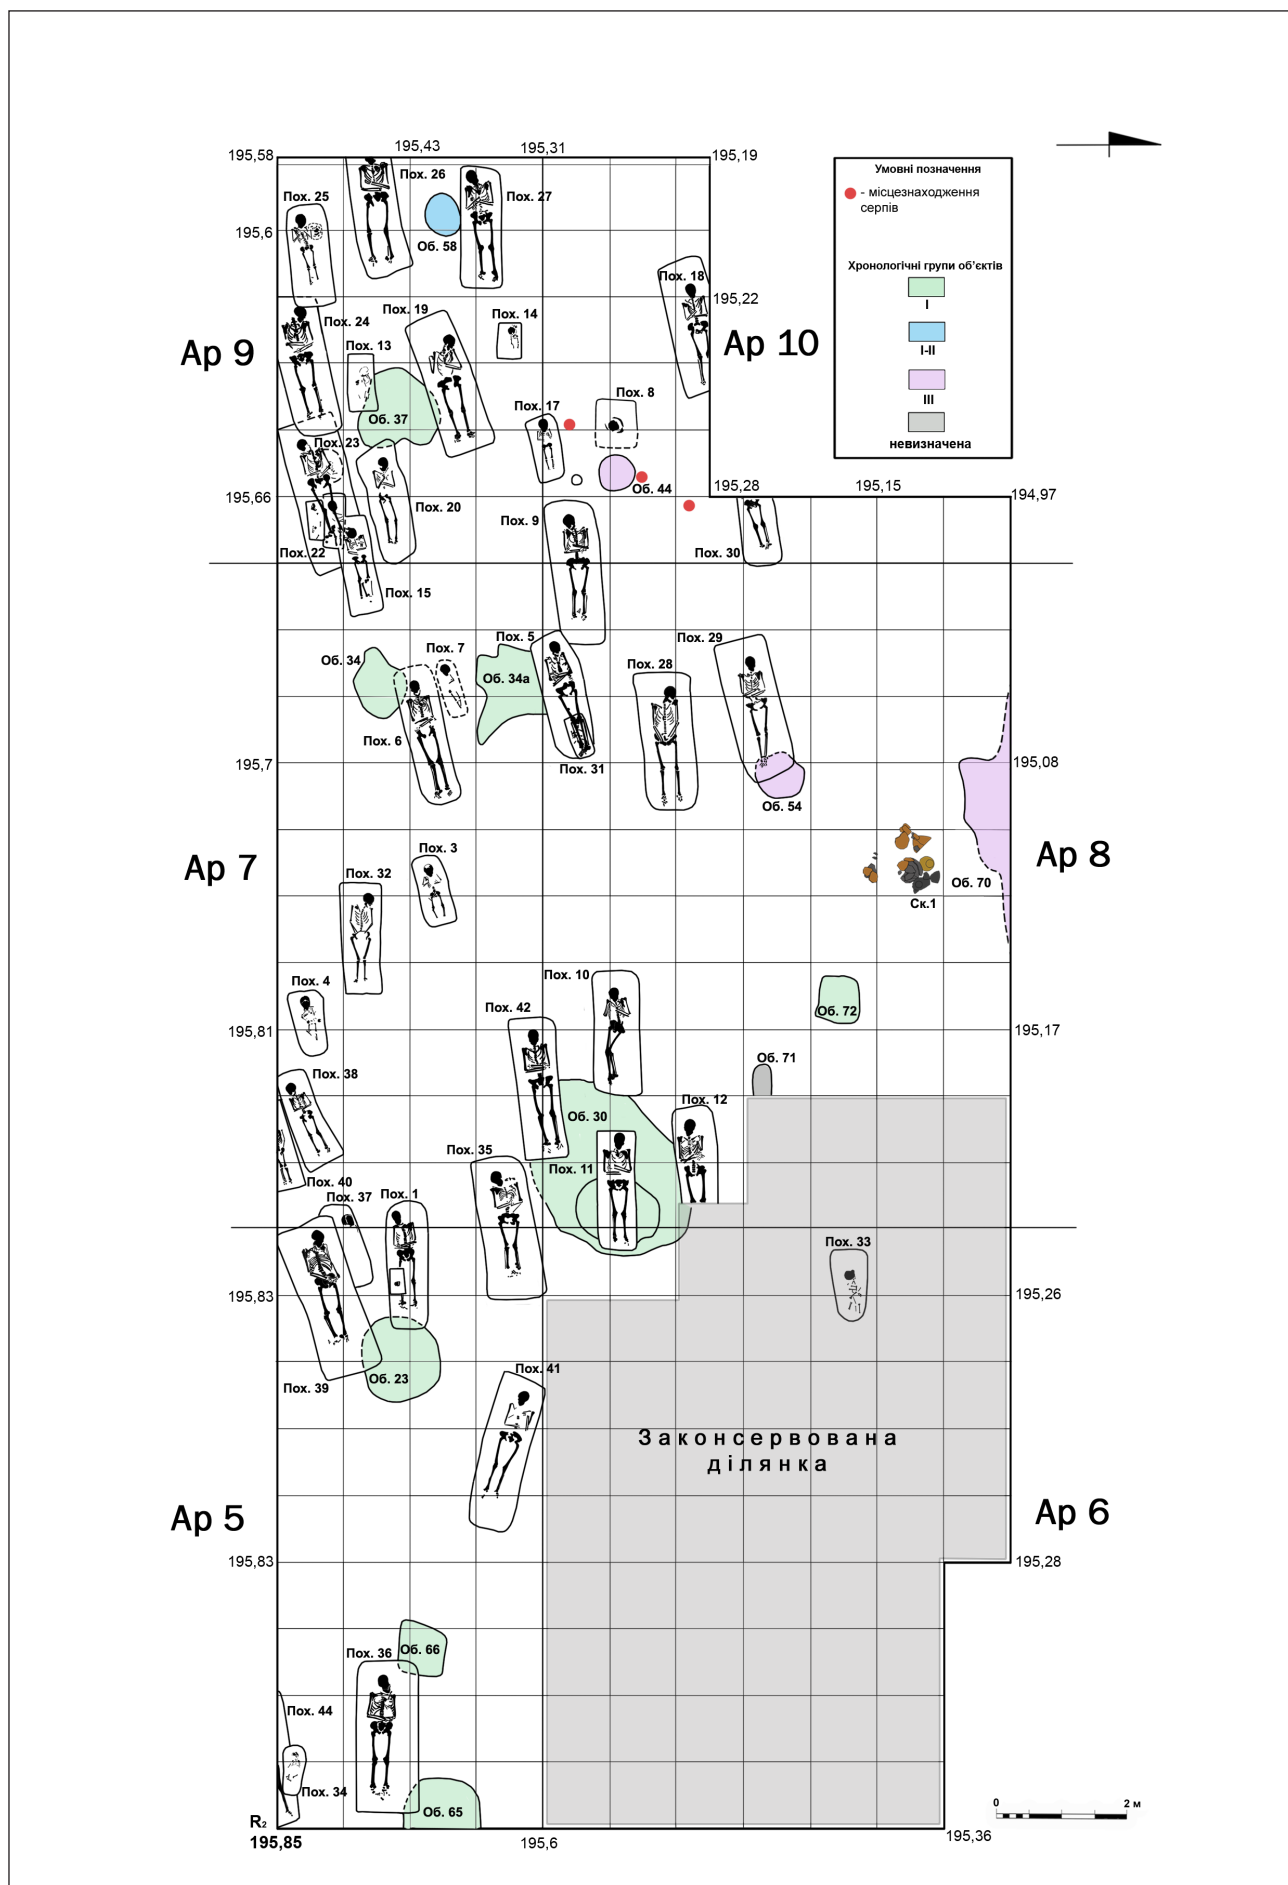 195,58
195,43
195,31
195,19
Умовні позначення
- місцезнаходження
серпів
Хронологічні групи об'єктів
I
I-II
III
невизначена
Пох. 26
Пох. 25
Пох. 27
195,6
Об. 58
Пох. 18
195,22
Пох. 24
Пох. 19
Пох. 14
Ар 9
Ар 10
Пох. 13
Пох. 8
Пох. 17
Об. 37
Пох. 23
Об. 44
195,28
195,15
194,97
195,66
Пох. 20
Пох. 9
Пох. 22
Пох. 30
Пох. 15
Пох. 5
Пох. 29
Пох. 7
Об. 34
Пох. 28
Об. 34а
Пох. 6
195,7
Пох. 31
195,08
Об. 54
Пох. 3
Ар 7
Ар 8
Пох. 32
Об. 70
Ск.1
Пох. 10
Пох. 4
Пох. 42
Об. 72
195,81
195,17
Об. 71
Пох. 38
Пох. 12
Об. 30
Пох. 35
Пох. 11
Пох. 40
Пох. 37
Пох. 1
Пох. 33
195,83
195,26
Пох. 41
Об. 23
Пох. 39
Законсервована
ділянка
Ар 5
Ар 6
195,83
195,28
Об. 66
Пох. 36
Пох. 44
Пох. 34
Об. 65
0
2 м
R2
195,85
195,6
195,36